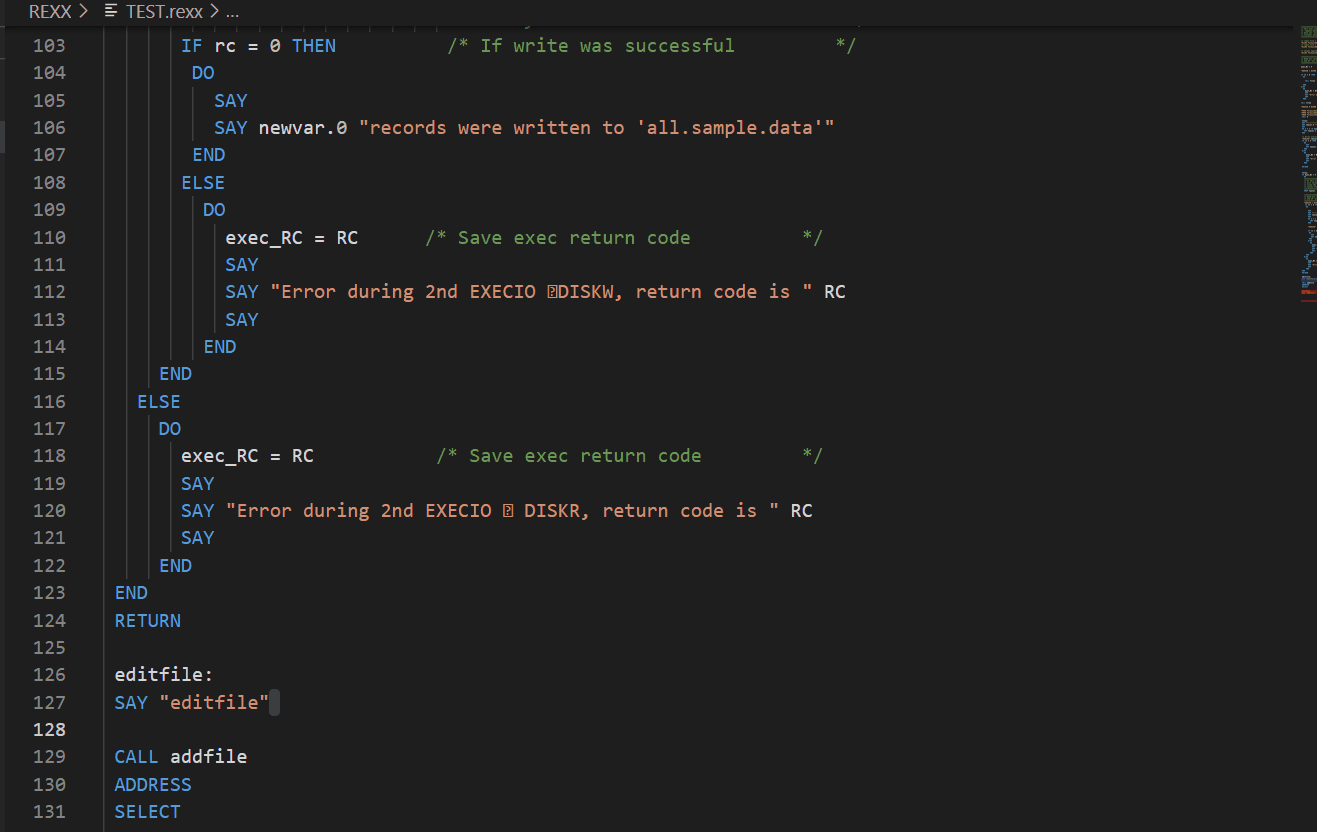 REXX > TEST.rexx > ...
103 IF rc = 0 THEN /* If write was successful */
104 DO
105 SAY
106 SAY newvar.0 "records were written to 'all.sample.data'"
107 END
108 ELSE
109 DO
110 exec_RC = RC /* Save exec return code */
111 SAY
112 SAY "Error during 2nd EXECIO �DISKW, return code is " RC
113 SAY
114 END
115 END
116 ELSE
117 DO
118 exec_RC = RC /* Save exec return code */
119 SAY
120 SAY "Error during 2nd EXECIO � DISKR, return code is " RC
121 SAY
122 END
123 END
124 RETURN
125
126 editfile:
127 SAY "editfile"
128
129 CALL addfile
130 ADDRESS
131 SELECT